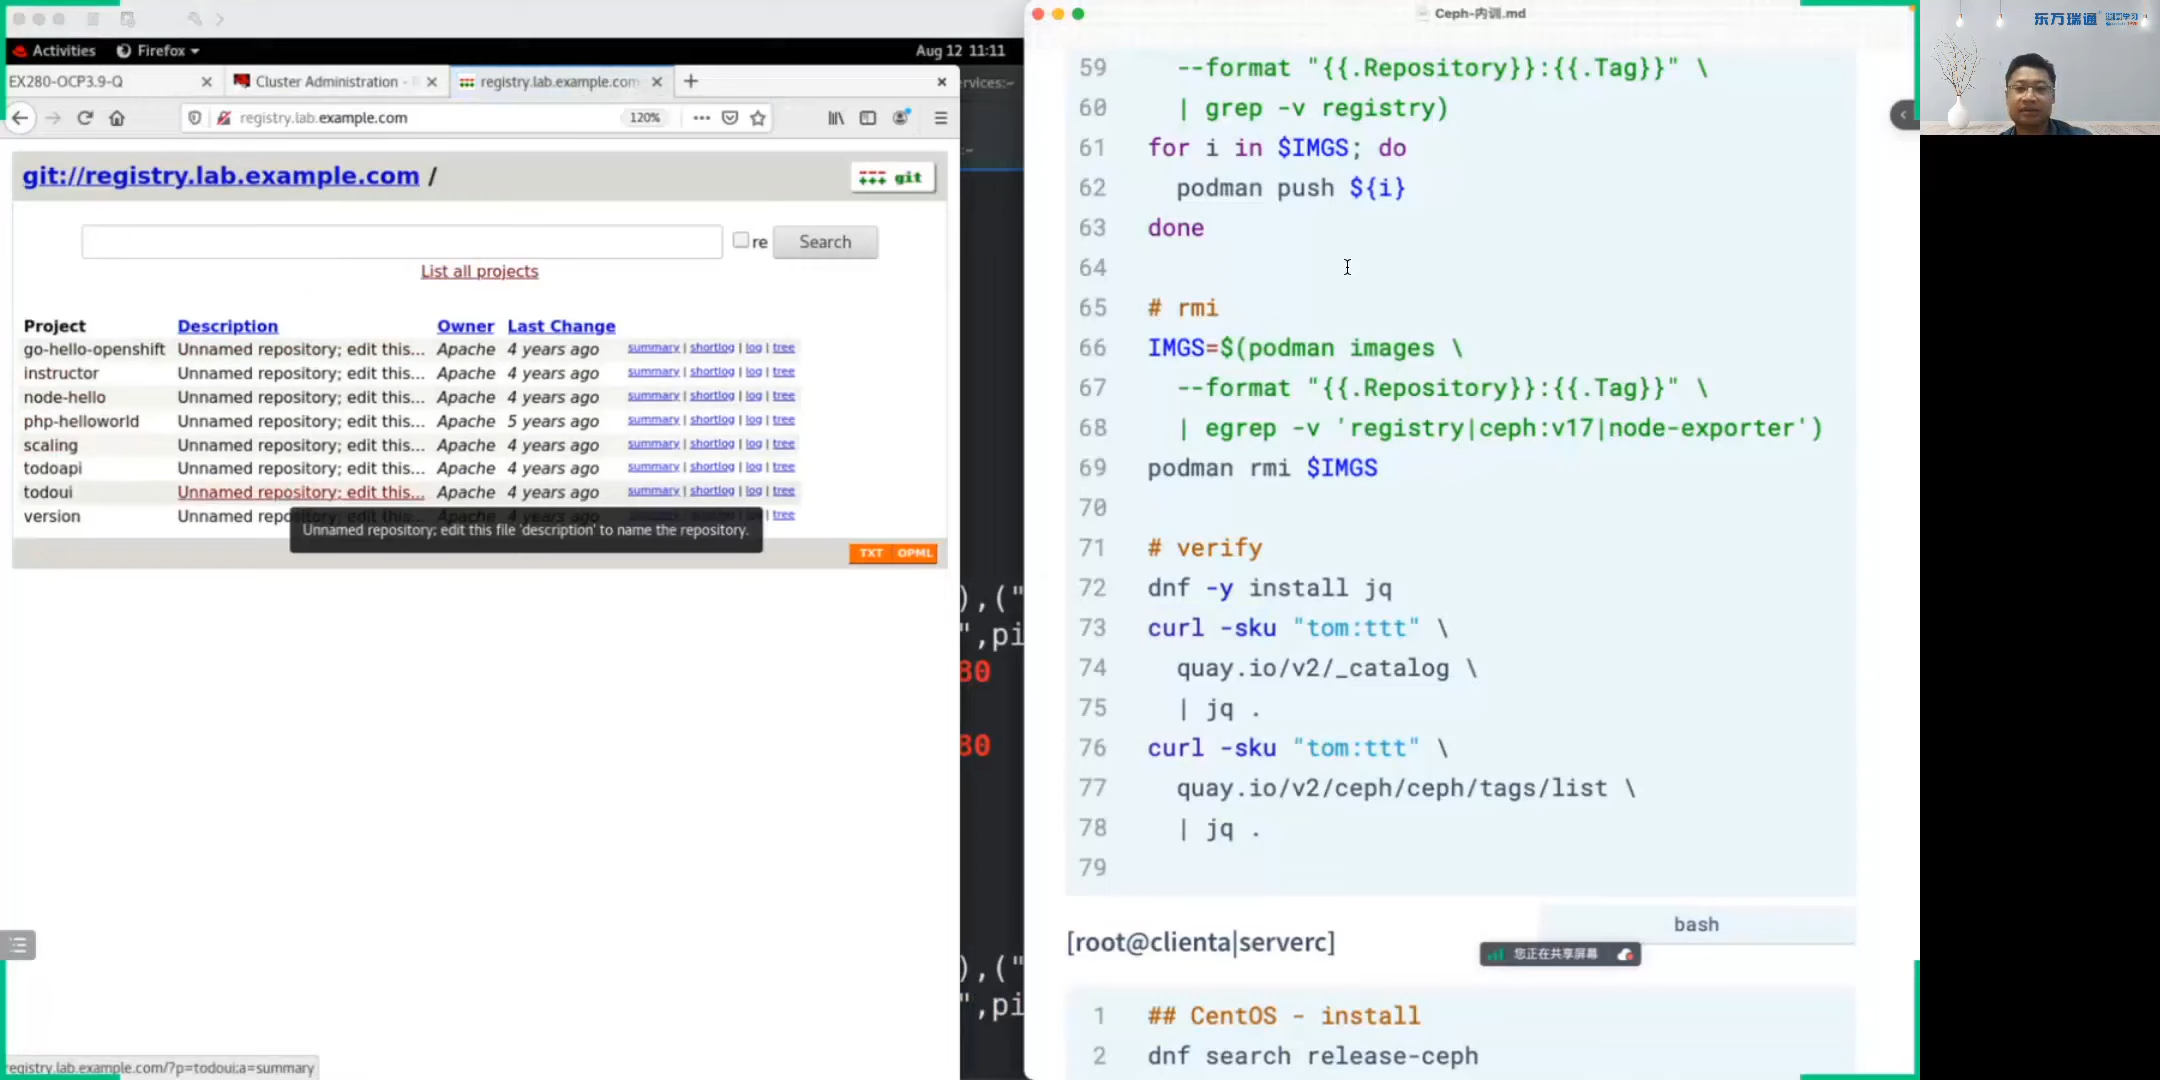 Activities
Firefox
Aug 12 11:11
EX280-OCP3.9-Q
Cluster Administration -
registry.lab.example.com
registry.lab.example.com
120%
git://registry.lab.example.com /
git
re
Search
List all projects
Project Description Owner Last Change
go-hello-openshift Unnamed repository; edit this... Apache 4 years ago summary | shortlog | log | tree
instructor Unnamed repository; edit this... Apache 4 years ago summary | shortlog | log | tree
node-hello Unnamed repository; edit this... Apache 4 years ago summary | shortlog | log | tree
php-helloworld Unnamed repository; edit this... Apache 5 years ago summary | shortlog | log | tree
scaling Unnamed repository; edit this... Apache 4 years ago summary | shortlog | log | tree
todoapi Unnamed repository; edit this... Apache 4 years ago summary | shortlog | log | tree
todoui Unnamed repository; edit this... Apache 4 years ago summary | shortlog | log | tree
version Unnamed tree
Unnamed repository; edit this file 'description' to name the repository.
TXT OPML
registry.lab.example.com/?p=todoui;a=summary
rvices:~
),("
",pi
80
80
),("
",pi
Ceph-内训.md
59 --format "{{.Repository}}:{{.Tag}}" \
60 | grep -v registry)
61 for i in $IMGS; do
62 podman push ${i}
63 done
64
65 # rmi
66 IMGS=$(podman images \
67 --format "{{.Repository}}:{{.Tag}}" \
68 | egrep -v 'registry|ceph:v17|node-exporter')
69 podman rmi $IMGS
70
71 # verify
72 dnf -y install jq
73 curl -sku "tom:ttt" \
74 quay.io/v2/_catalog \
75 | jq .
76 curl -sku "tom:ttt" \
77 quay.io/v2/ceph/ceph/tags/list \
78 | jq .
79
bash
[root@clienta|serverc]
您正在共享屏幕
1 ## CentOS - install
2 dnf search release-ceph
东方瑞通